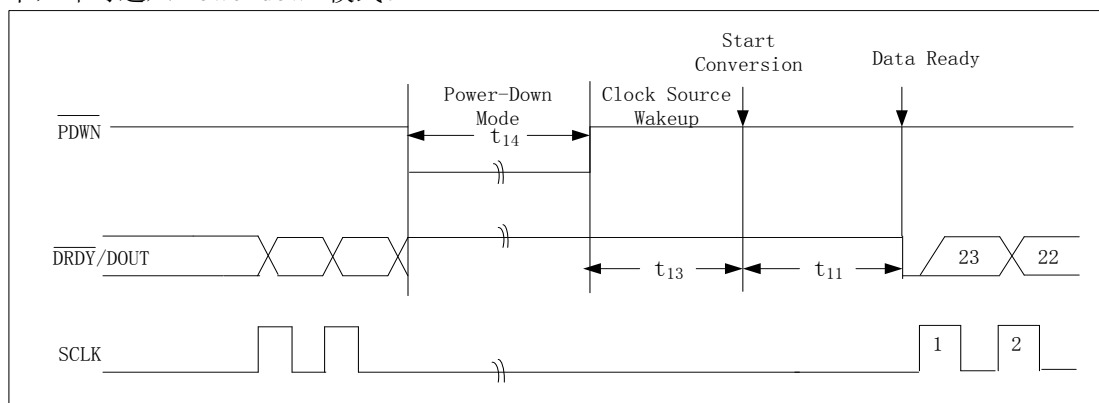 Start
Conversion
Data Ready
Power-Down
Mode
Clock Source
Wakeup
PDWN
t14
DRDY/DOUT
23
22
t13
t11
SCLK
1
2